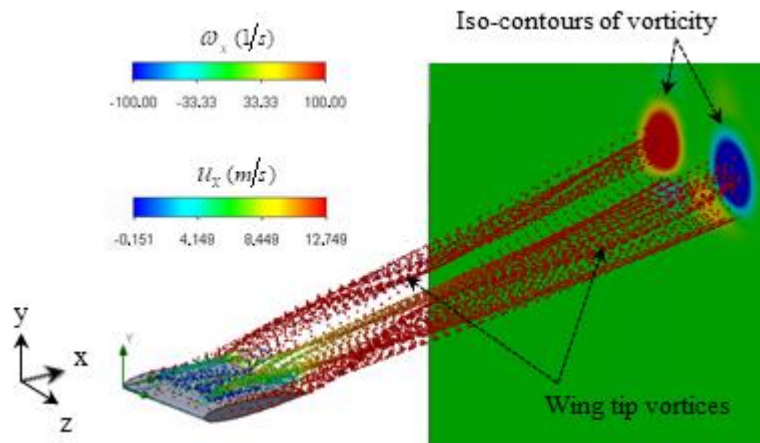 Iso-contours of vorticity
ω_x (1/s)
-100.00 -33.33 33.33 100.00
u_x (m/s)
-0.151 4.149 8.449 12.749
y
x
z
Y
Wing tip vortices